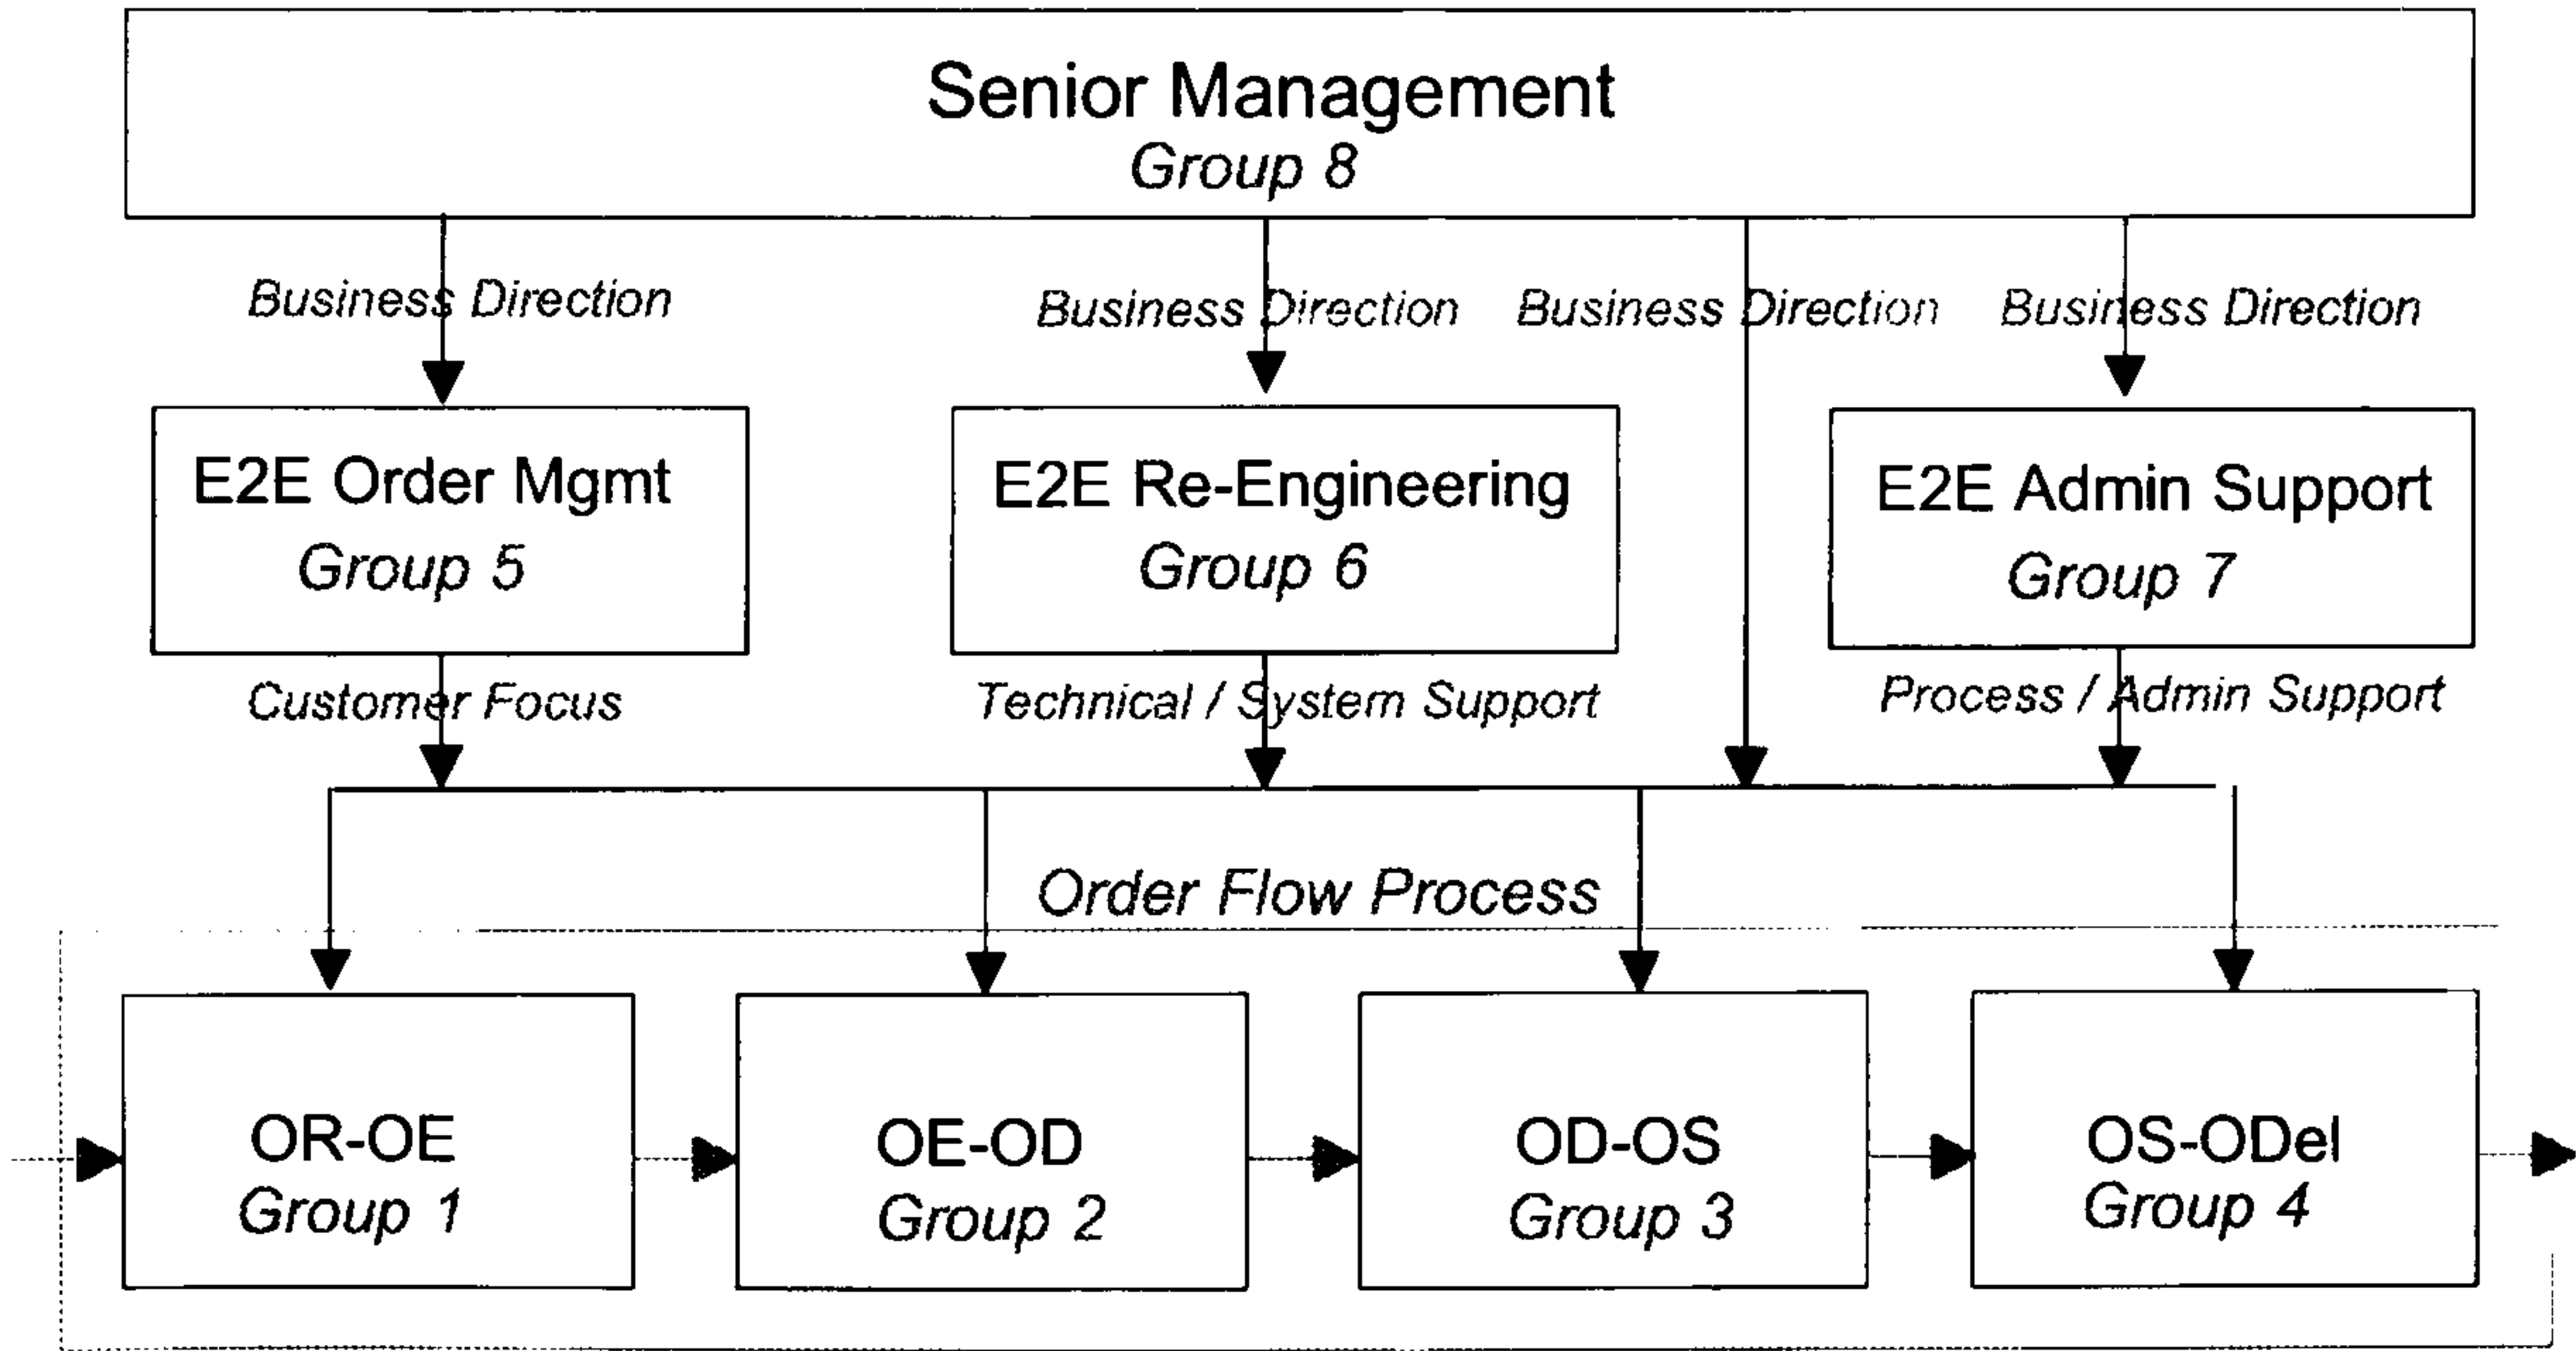 Senior Management
Group 8
Business Direction
Business Direction
Business Direction
Business Direction
E2E Order Mgmt
Group 5
E2E Re-Engineering
Group 6
E2E Admin Support
Group 7
Customer Focus
Technical / System Support
Process / Admin Support
Order Flow Process
OR-OE
Group 1
OE-OD
Group 2
OD-OS
Group 3
OS-ODel
Group 4